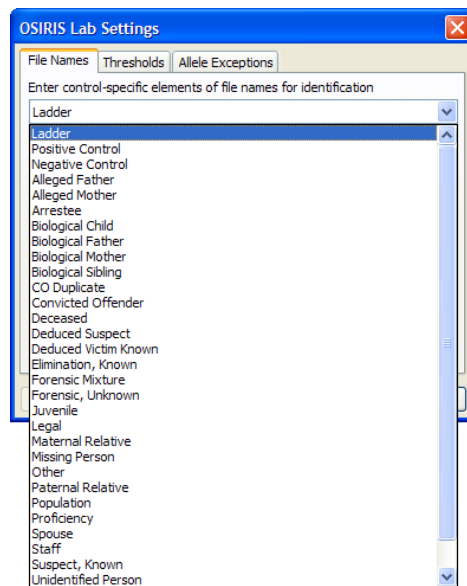 OSIRIS Lab Settings
File Names Thresholds Allele Exceptions
Enter control-specific elements of file names for identification
Ladder
Ladder
Positive Control
Negative Control
Alleged Father
Alleged Mother
Arrestee
Biological Child
Biological Father
Biological Mother
Biological Sibling
CO Duplicate
Convicted Offender
Deceased
Deduced Suspect
Deduced Victim Known
Elimination, Known
Forensic Mixture
Forensic, Unknown
Juvenile
Legal
Maternal Relative
Missing Person
Other
Paternal Relative
Population
Proficiency
Spouse
Staff
Suspect, Known
Unidentified Person